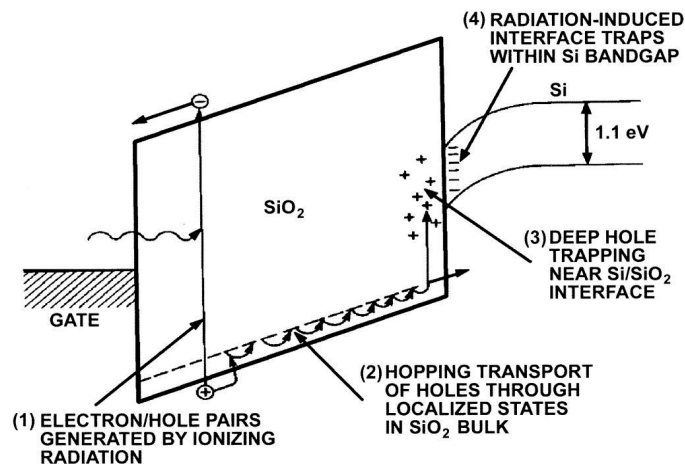 (4) RADIATION-INDUCED
INTERFACE TRAPS
WITHIN Si BANDGAP
Si
1.1 eV
SiO₂
(3) DEEP HOLE
TRAPPING
NEAR Si/SiO₂
INTERFACE
GATE
(2) HOPPING TRANSPORT
OF HOLES THROUGH
LOCALIZED STATES
IN SiO₂ BULK
(1) ELECTRON/HOLE PAIRS
GENERATED BY IONIZING
RADIATION